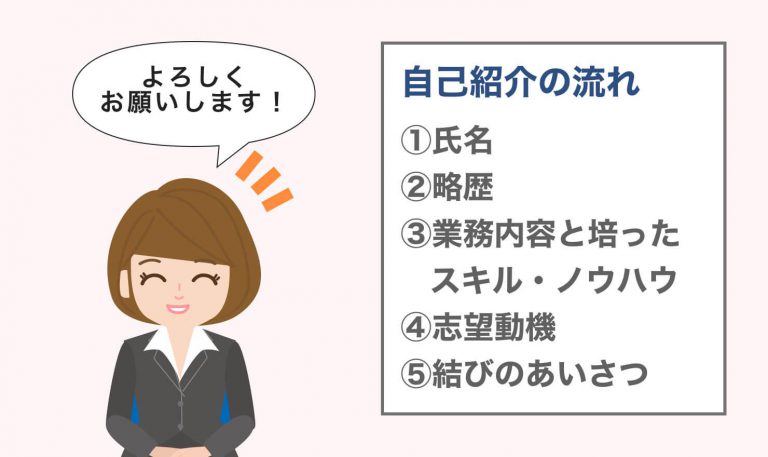 よろしく
お願いします！
自己紹介の流れ
①氏名
②略歴
③業務内容と培った
スキル・ノウハウ
④志望動機
⑤結びのあいさつ